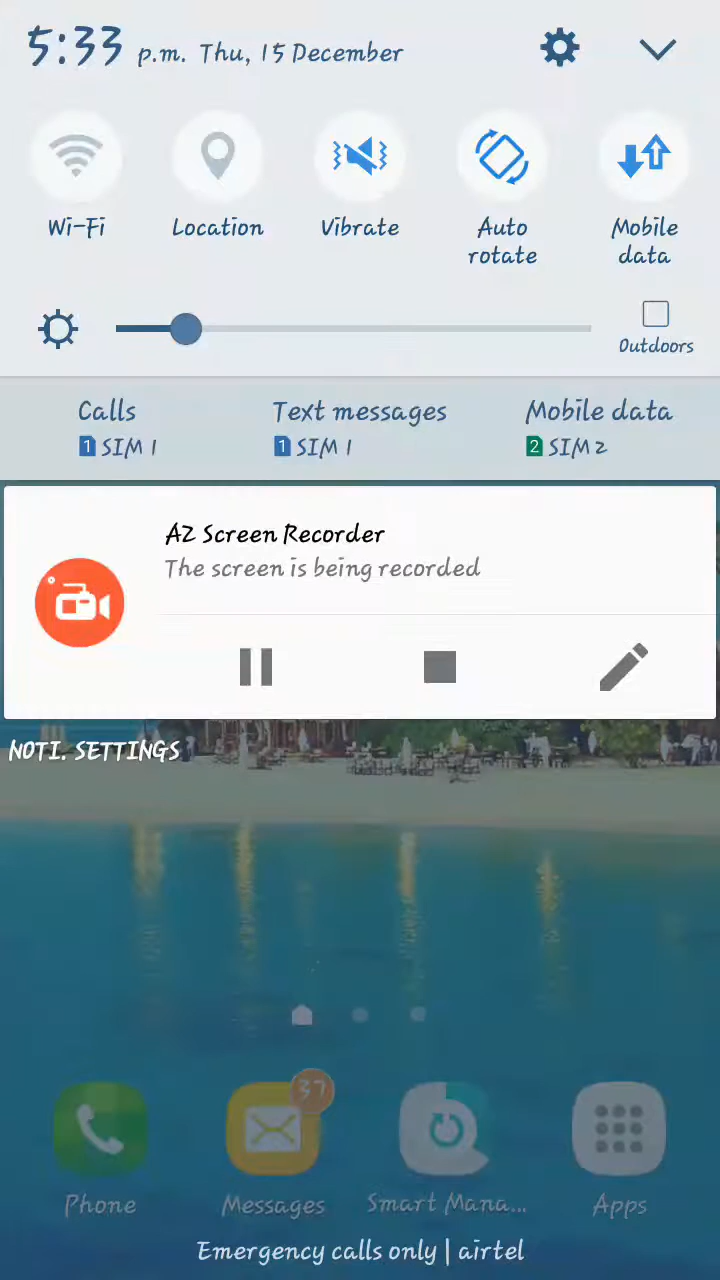 5:33 p.m. Thu, 15 December
Wi-Fi
Location
Vibrate
Auto
rotate
Mobile
data
Outdoors
Calls
1 SIM 1
Text messages
1 SIM 1
Mobile data
2 SIM 2
AZ Screen Recorder
The screen is being recorded
NOTI. SETTINGS
37
Phone
Messages
Smart Mana...
Apps
Emergency calls only | airtel